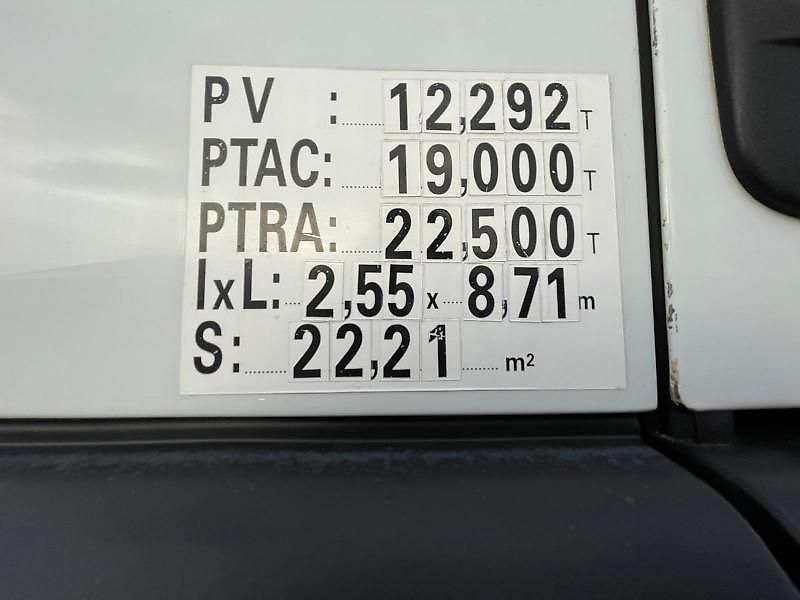 PV :......12,292 T
PTAC:......19,000 T
PTRA:......22,500 T
IxL:....2,55 x ....8,71 m
S:........22,21........m²